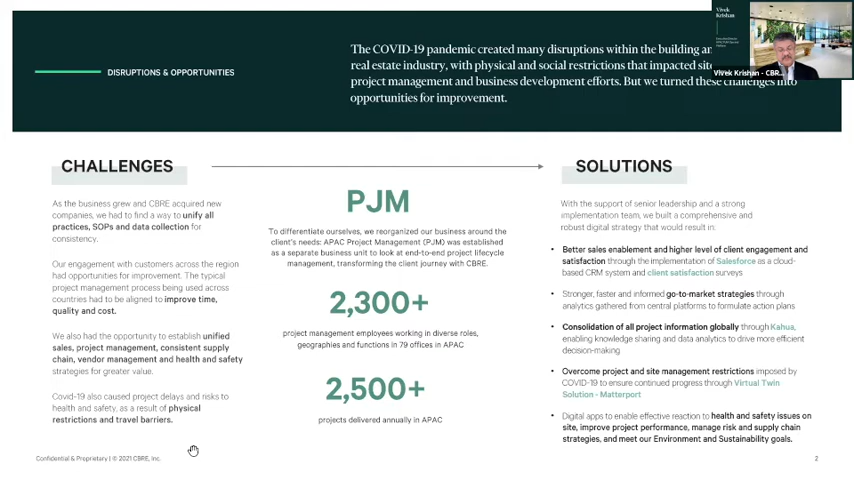 DISRUPTIONS & OPPORTUNITIES
The COVID-19 pandemic created many disruptions within the building an
real estate industry, with physical and social restrictions that impacted sit
project management and business development efforts. But we turned these challenges into
opportunities for improvement.
Vivek
Krishan
Vivek Krishan - CBR...
CHALLENGES
As the business grew and CBRE acquired new
companies, we had to find a way to unify all
practices, SOPs and data collection for
consistency.
Our engagement with customers across the region
had opportunities for improvement. The typical
project management process being used across
countries had to be aligned to improve time,
quality and cost.
We also had the opportunity to establish unified
sales, project management, consistent supply
chain, vendor management and health and safety
strategies for greater value.
Covid-19 also caused project delays and risks to
health and safety, as a result of physical
restrictions and travel barriers.
PJM
To differentiate ourselves, we reorganized our business around the
client's needs: APAC Project Management (PJM) was established
as a separate business unit to look at end-to-end project lifecycle
management, transforming the client journey with CBRE.
2,300+
project management employees working in diverse roles,
geographies and functions in 79 offices in APAC
2,500+
projects delivered annually in APAC
SOLUTIONS
With the support of senior leadership and a strong
implementation team, we built a comprehensive and
robust digital strategy that would result in:
• Better sales enablement and higher level of client engagement and
satisfaction through the implementation of Salesforce as a cloud-
based CRM system and client satisfaction surveys
• Stronger, faster and informed go-to-market strategies through
analytics gathered from central platforms to formulate action plans
• Consolidation of all project information globally through Kahua,
enabling knowledge sharing and data analytics to drive more efficient
decision-making
• Overcome project and site management restrictions imposed by
COVID-19 to ensure continued progress through Virtual Twin
Solution - Matterport
• Digital apps to enable effective reaction to health and safety issues on
site, improve project performance, manage risk and supply chain
strategies, and meet our Environment and Sustainability goals.
Confidential & Proprietary | © 2021 CBRE, Inc.
2